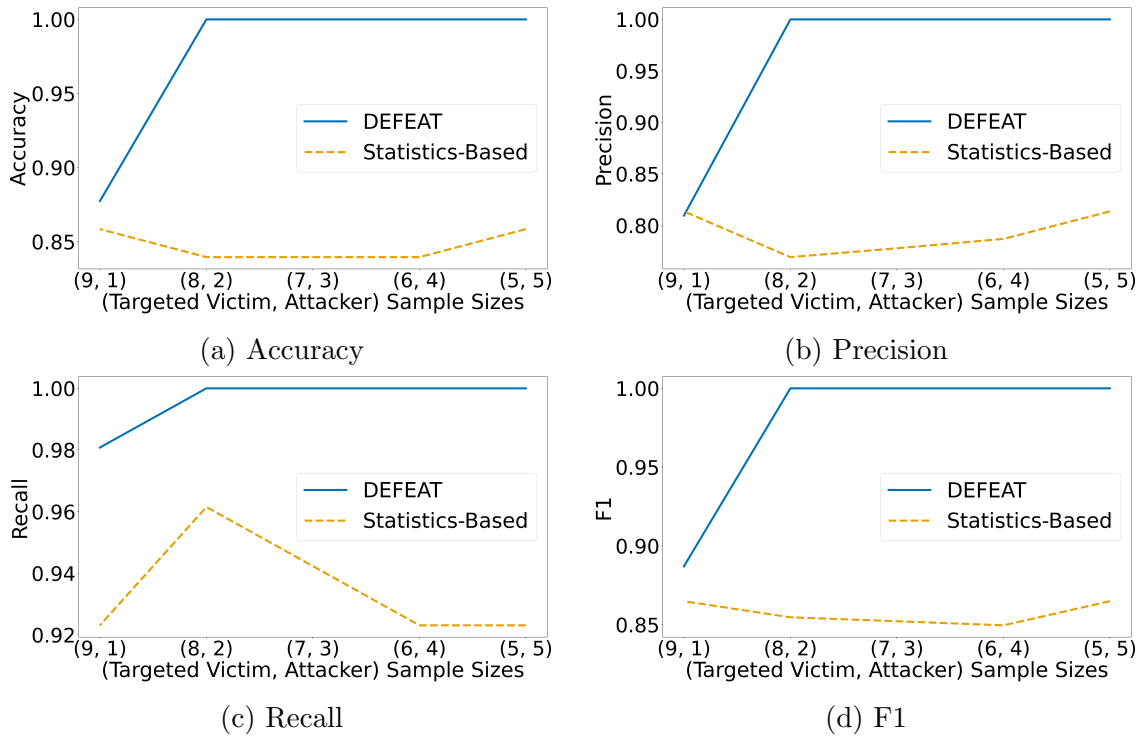 1.00
0.95
0.90
0.85
Accuracy
DEFEAT
Statistics-Based
(9, 1) (8, 2) (7, 3) (6, 4) (5, 5)
(Targeted Victim, Attacker) Sample Sizes
(a) Accuracy
1.00
0.95
0.90
0.85
0.80
Precision
DEFEAT
Statistics-Based
(9, 1) (8, 2) (7, 3) (6, 4) (5, 5)
(Targeted Victim, Attacker) Sample Sizes
(b) Precision
1.00
0.98
0.96
0.94
0.92
Recall
DEFEAT
Statistics-Based
(9, 1) (8, 2) (7, 3) (6, 4) (5, 5)
(Targeted Victim, Attacker) Sample Sizes
(c) Recall
1.00
0.95
0.90
0.85
F1
DEFEAT
Statistics-Based
(9, 1) (8, 2) (7, 3) (6, 4) (5, 5)
(Targeted Victim, Attacker) Sample Sizes
(d) F1